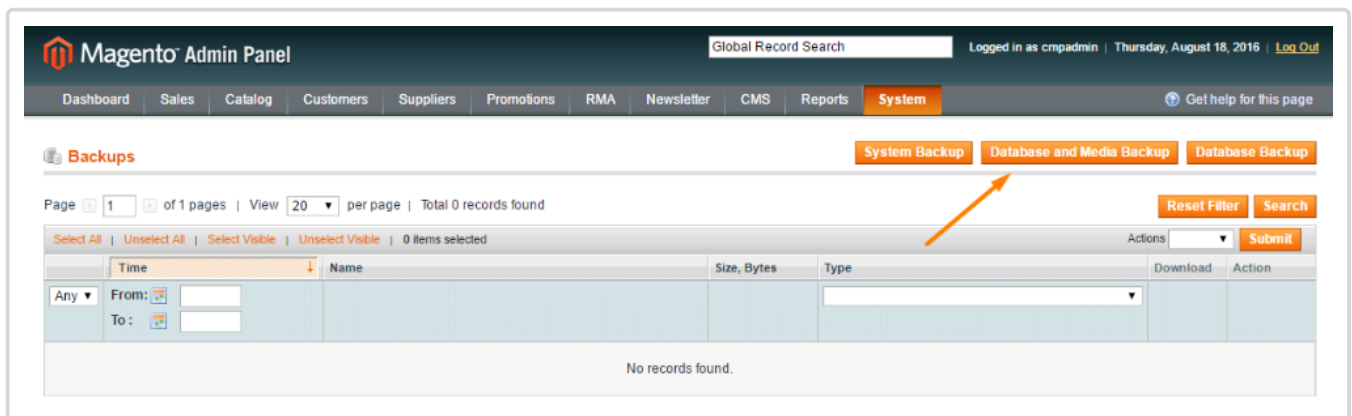 Magento Admin Panel
Global Record Search
Logged in as cmpadmin | Thursday, August 18, 2016 | Log Out
Dashboard Sales Catalog Customers Suppliers Promotions RMA Newsletter CMS Reports System Get help for this page
Backups System Backup Database and Media Backup Database Backup
Page 1 of 1 pages | View 20 per page | Total 0 records found Reset Filter Search
Select All | Unselect All | Select Visible | Unselect Visible | 0 items selected Actions Submit
Time Name Size, Bytes Type Download Action
Any From:
To :
No records found.